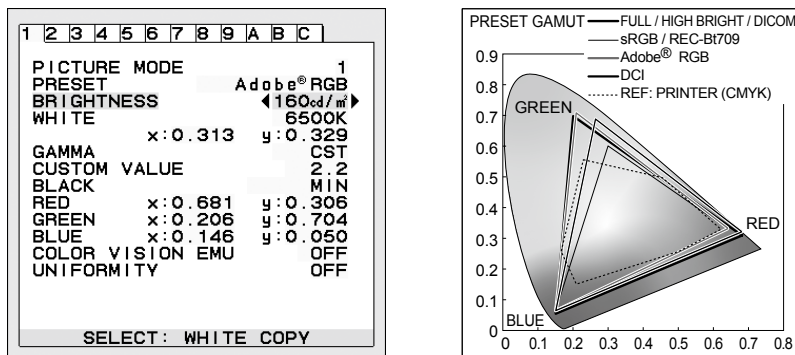 1 2 3 4 5 6 7 8 9 A B C
PICTURE MODE 1
PRESET Adobe® RGB
BRIGHTNESS 160cd/㎡
WHITE 6500K
x:0.313 y:0.329
GAMMA CST
CUSTOM VALUE 2.2
BLACK MIN
RED x:0.681 y:0.306
GREEN x:0.206 y:0.704
BLUE x:0.146 y:0.050
COLOR VISION EMU OFF
UNIFORMITY OFF
SELECT: WHITE COPY
PRESET GAMUT
FULL / HIGH BRIGHT / DICOM
sRGB / REC-Bt709
Adobe® RGB
DCI
REF: PRINTER (CMYK)
0.9
0.8
0.7
0.6
0.5
0.4
0.3
0.2
0.1
0
GREEN
RED
BLUE
0 0.1 0.2 0.3 0.4 0.5 0.6 0.7 0.8